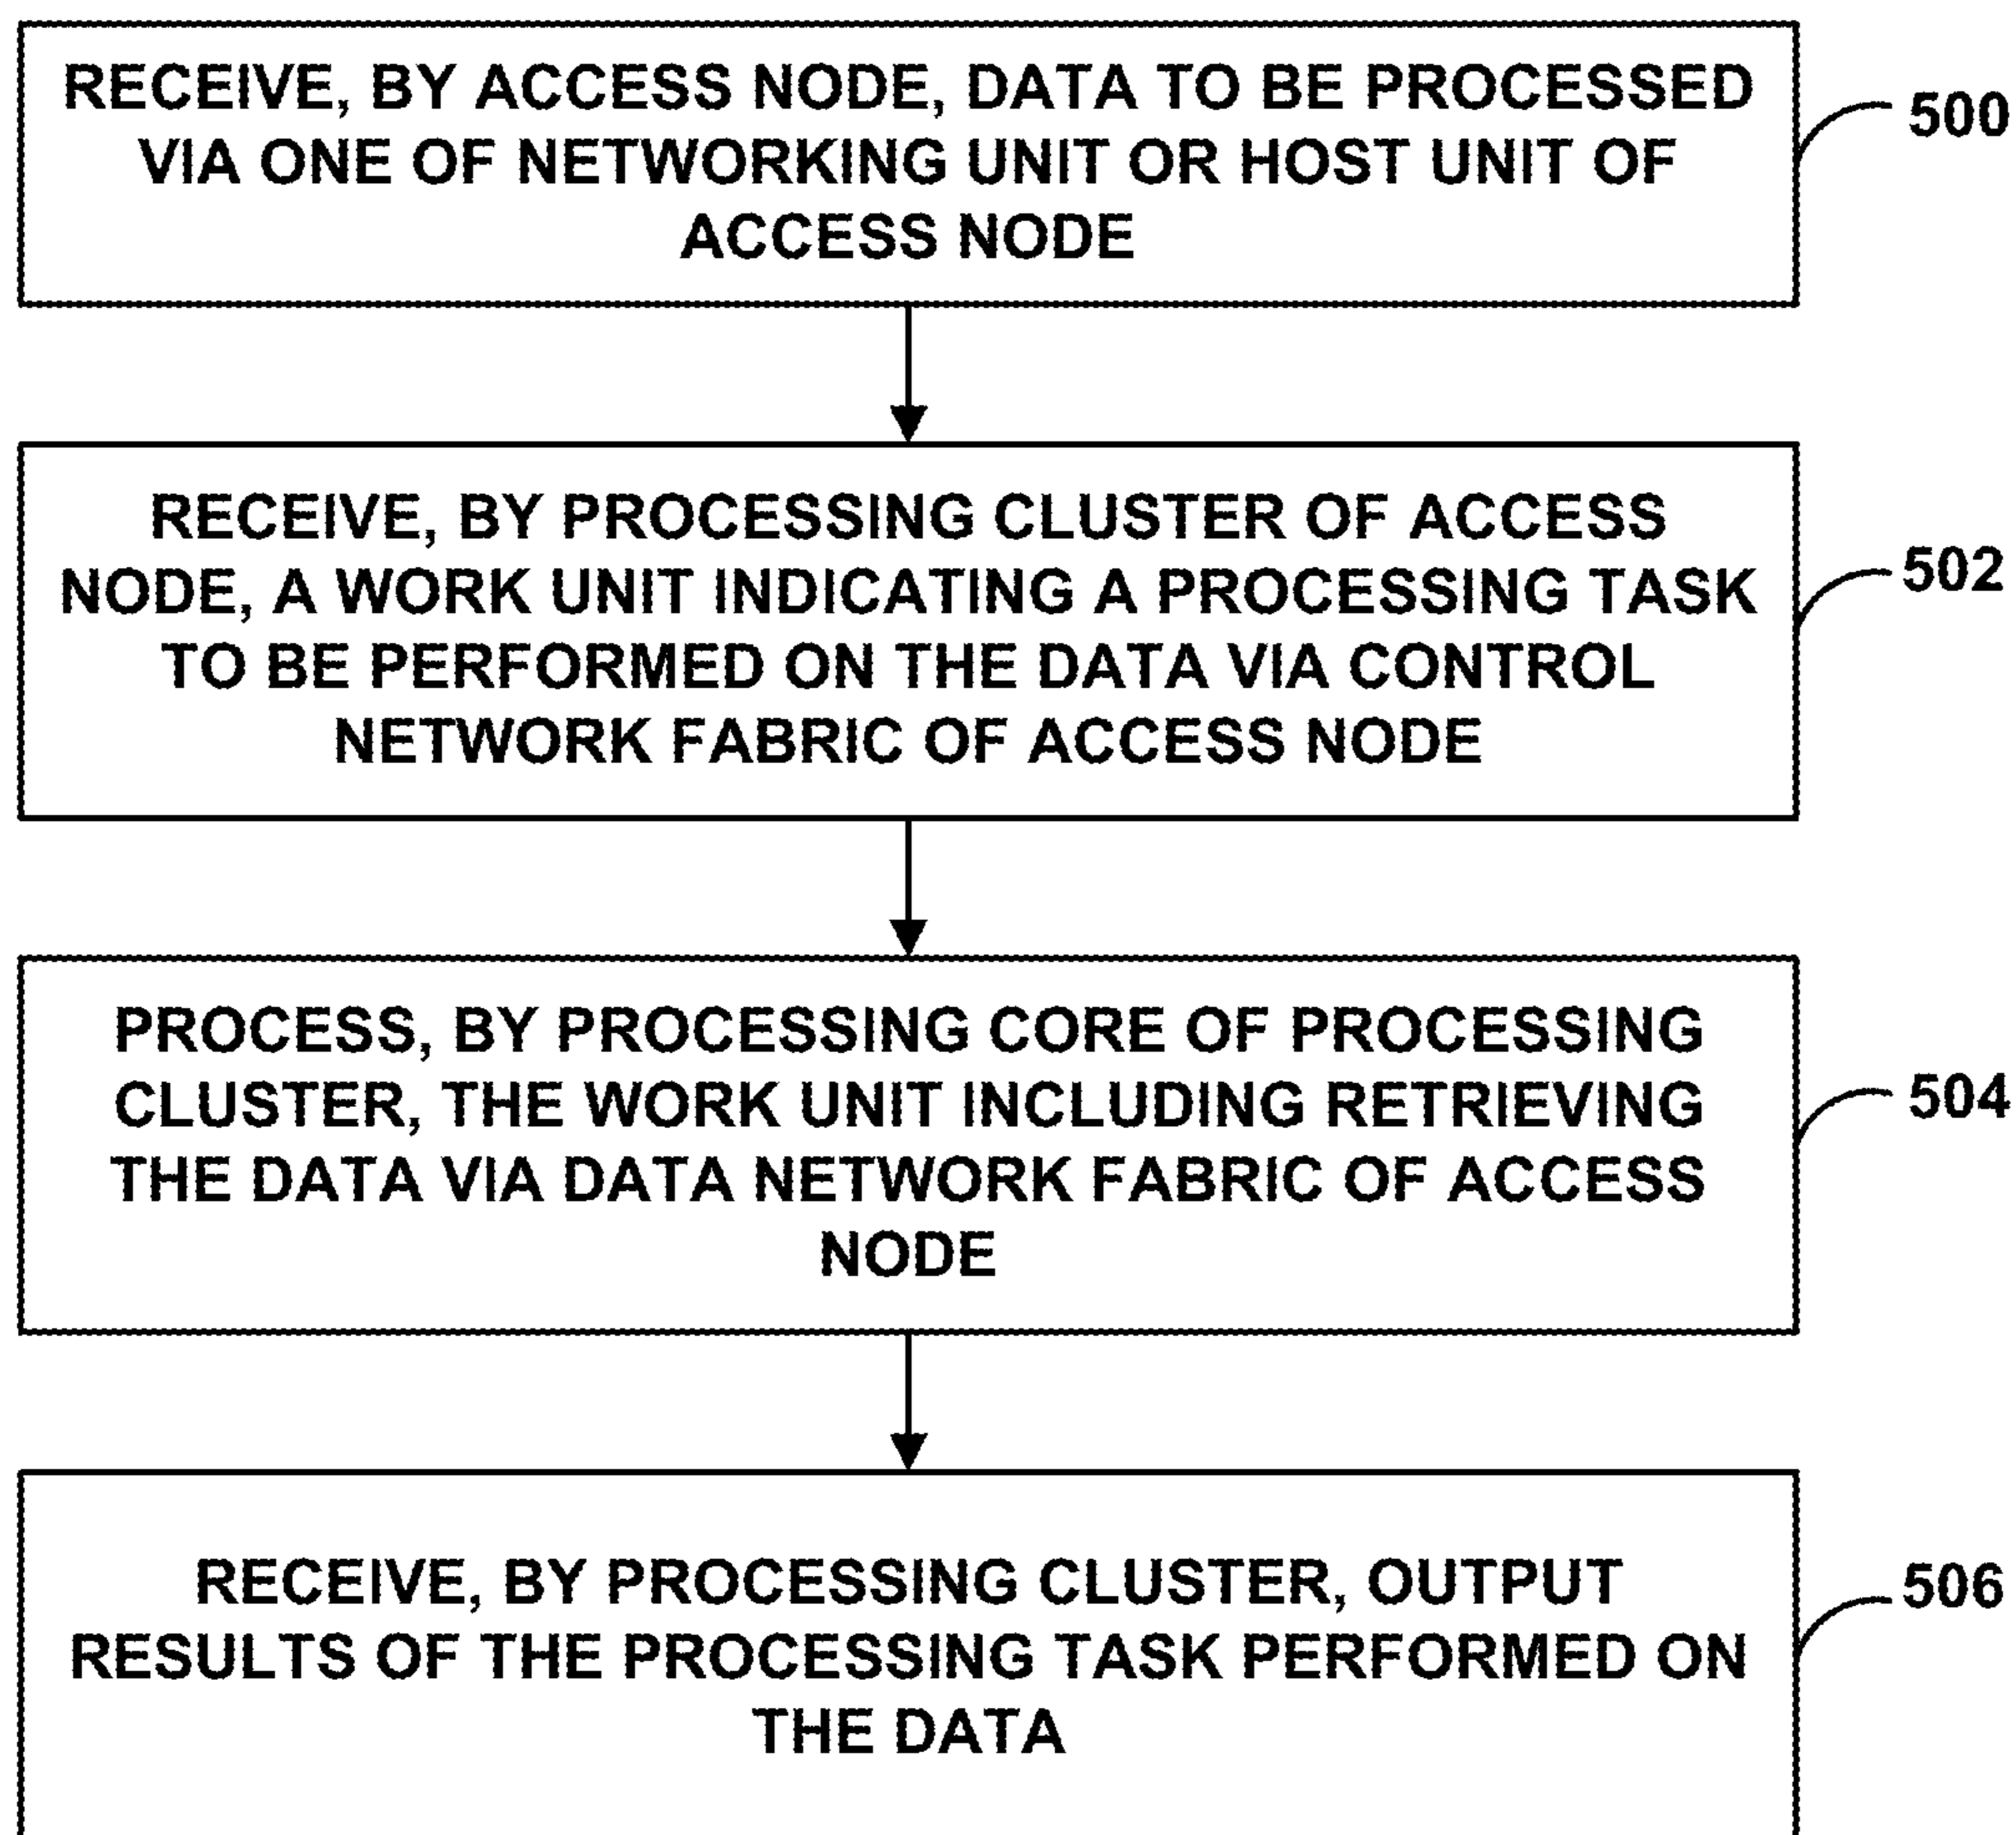 RECEIVE, BY ACCESS NODE, DATA TO BE PROCESSED
VIA ONE OF NETWORKING UNIT OR HOST UNIT OF
ACCESS NODE
500
RECEIVE, BY PROCESSING CLUSTER OF ACCESS
NODE, A WORK UNIT INDICATING A PROCESSING TASK
TO BE PERFORMED ON THE DATA VIA CONTROL
NETWORK FABRIC OF ACCESS NODE
502
PROCESS, BY PROCESSING CORE OF PROCESSING
CLUSTER, THE WORK UNIT INCLUDING RETRIEVING
THE DATA VIA DATA NETWORK FABRIC OF ACCESS
NODE
504
RECEIVE, BY PROCESSING CLUSTER, OUTPUT
RESULTS OF THE PROCESSING TASK PERFORMED ON
THE DATA
506